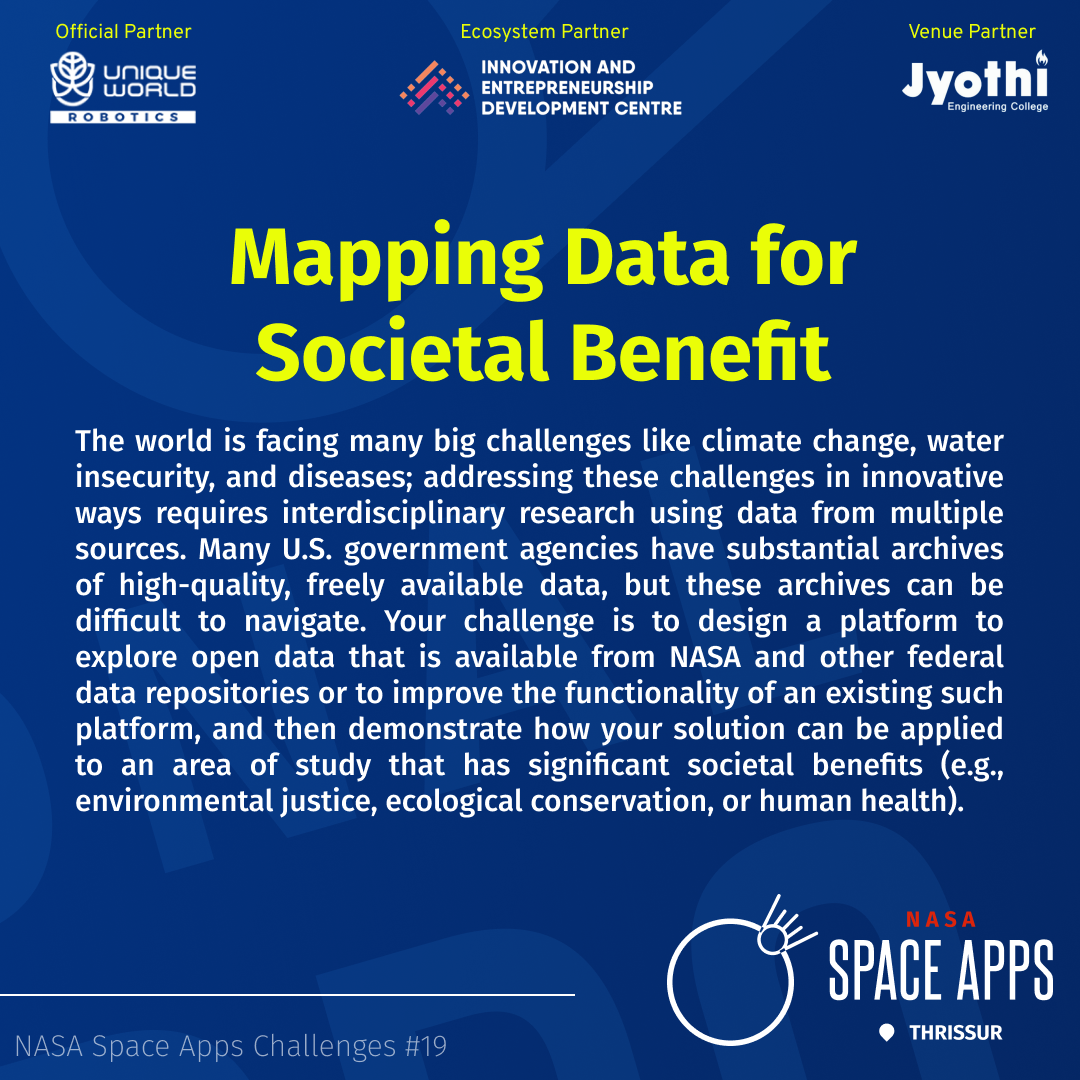 Official Partner
Ecosystem Partner
Venue Partner
UNIQUE
WORLD
ROBOTICS
INNOVATION AND
ENTREPRENEURSHIP
DEVELOPMENT CENTRE
Jyothi
Engineering College
Mapping Data for
Societal Benefit
The world is facing many big challenges like climate change, water
insecurity, and diseases; addressing these challenges in innovative
ways requires interdisciplinary research using data from multiple
sources. Many U.S. government agencies have substantial archives
of high-quality, freely available data, but these archives can be
difficult to navigate. Your challenge is to design a platform to
explore open data that is available from NASA and other federal
data repositories or to improve the functionality of an existing such
platform, and then demonstrate how your solution can be applied
to an area of study that has significant societal benefits (e.g.,
environmental justice, ecological conservation, or human health).
NASA
SPACE APPS
THRISSUR
NASA Space Apps Challenges #19